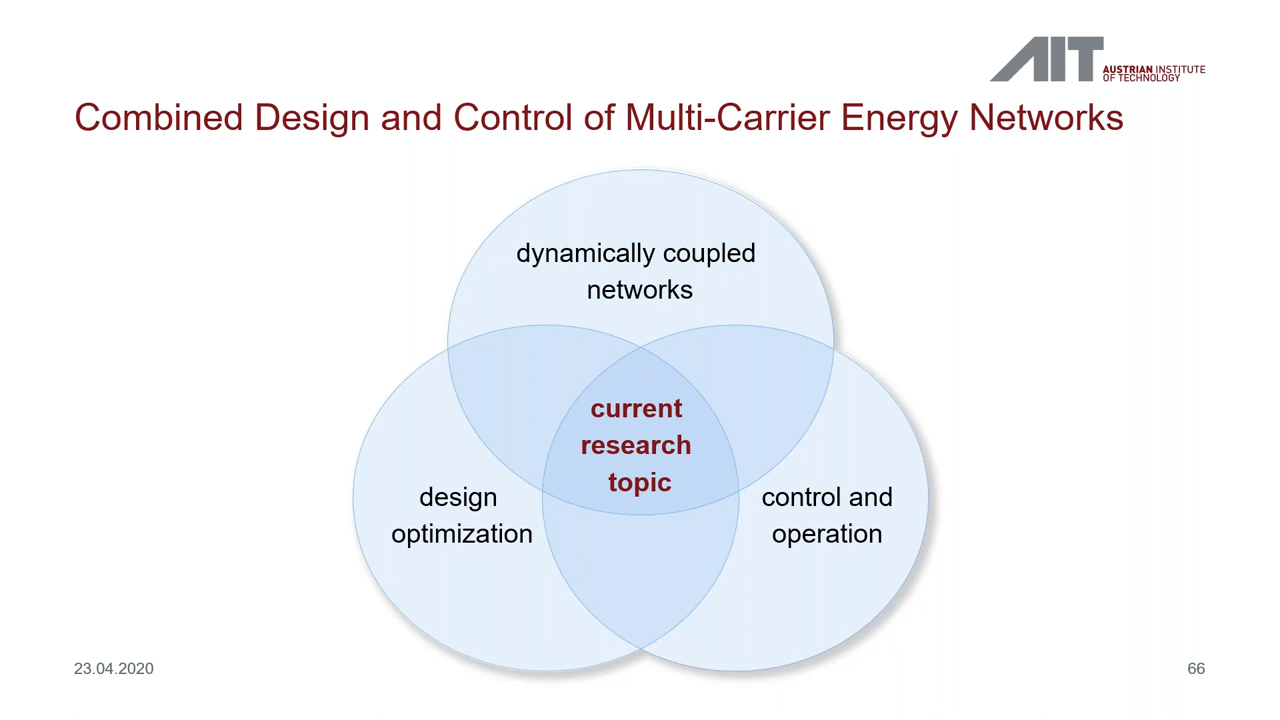 AIT
AUSTRIAN INSTITUTE
OF TECHNOLOGY
Combined Design and Control of Multi-Carrier Energy Networks
dynamically coupled
networks
current
research
topic
design
optimization
control and
operation
23.04.2020
66